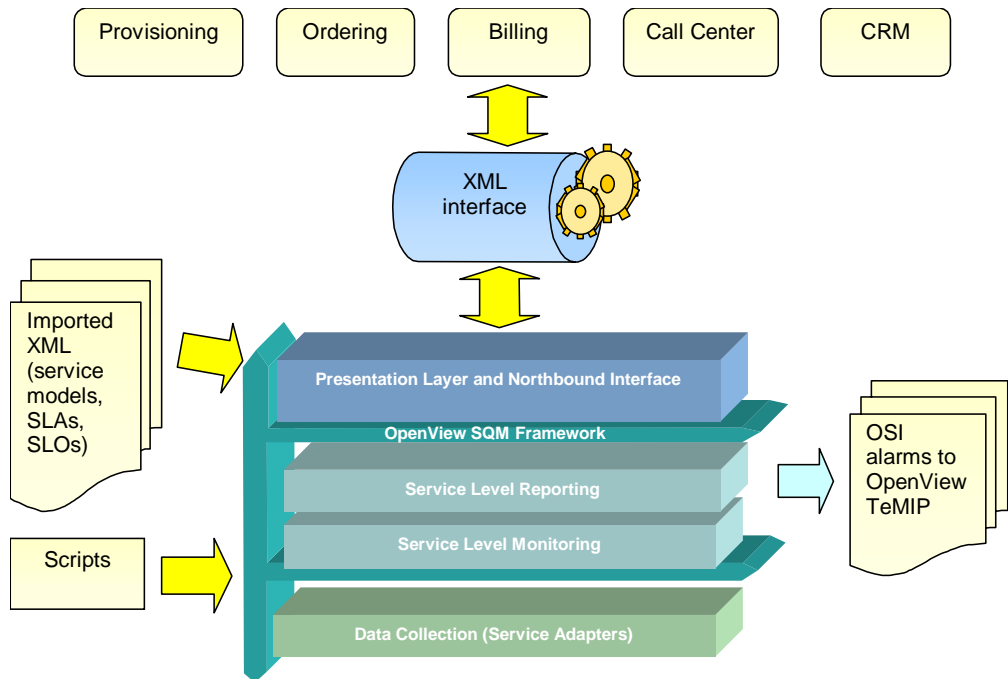 Provisioning
Ordering
Billing
Call Center
CRM
XML
interface
Imported
XML
(service
models,
SLAs,
SLOs)
Presentation Layer and Northbound Interface
OpenView SQM Framework
Service Level Reporting
Service Level Monitoring
Data Collection (Service Adapters)
OSI
alarms to
OpenView
TeMIP
Scripts